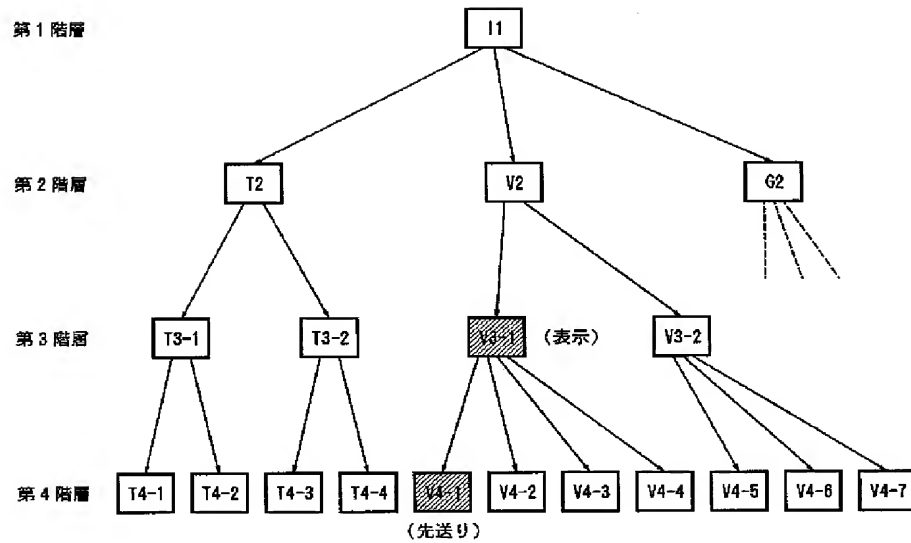 第1階層
I1
第2階層
T2
V2
G2
第3階層
T3-1
T3-2
V3-1
(表示)
V3-2
第4階層
T4-1
T4-2
T4-3
T4-4
V4-1
V4-2
V4-3
V4-4
V4-5
V4-6
V4-7
(先送り)